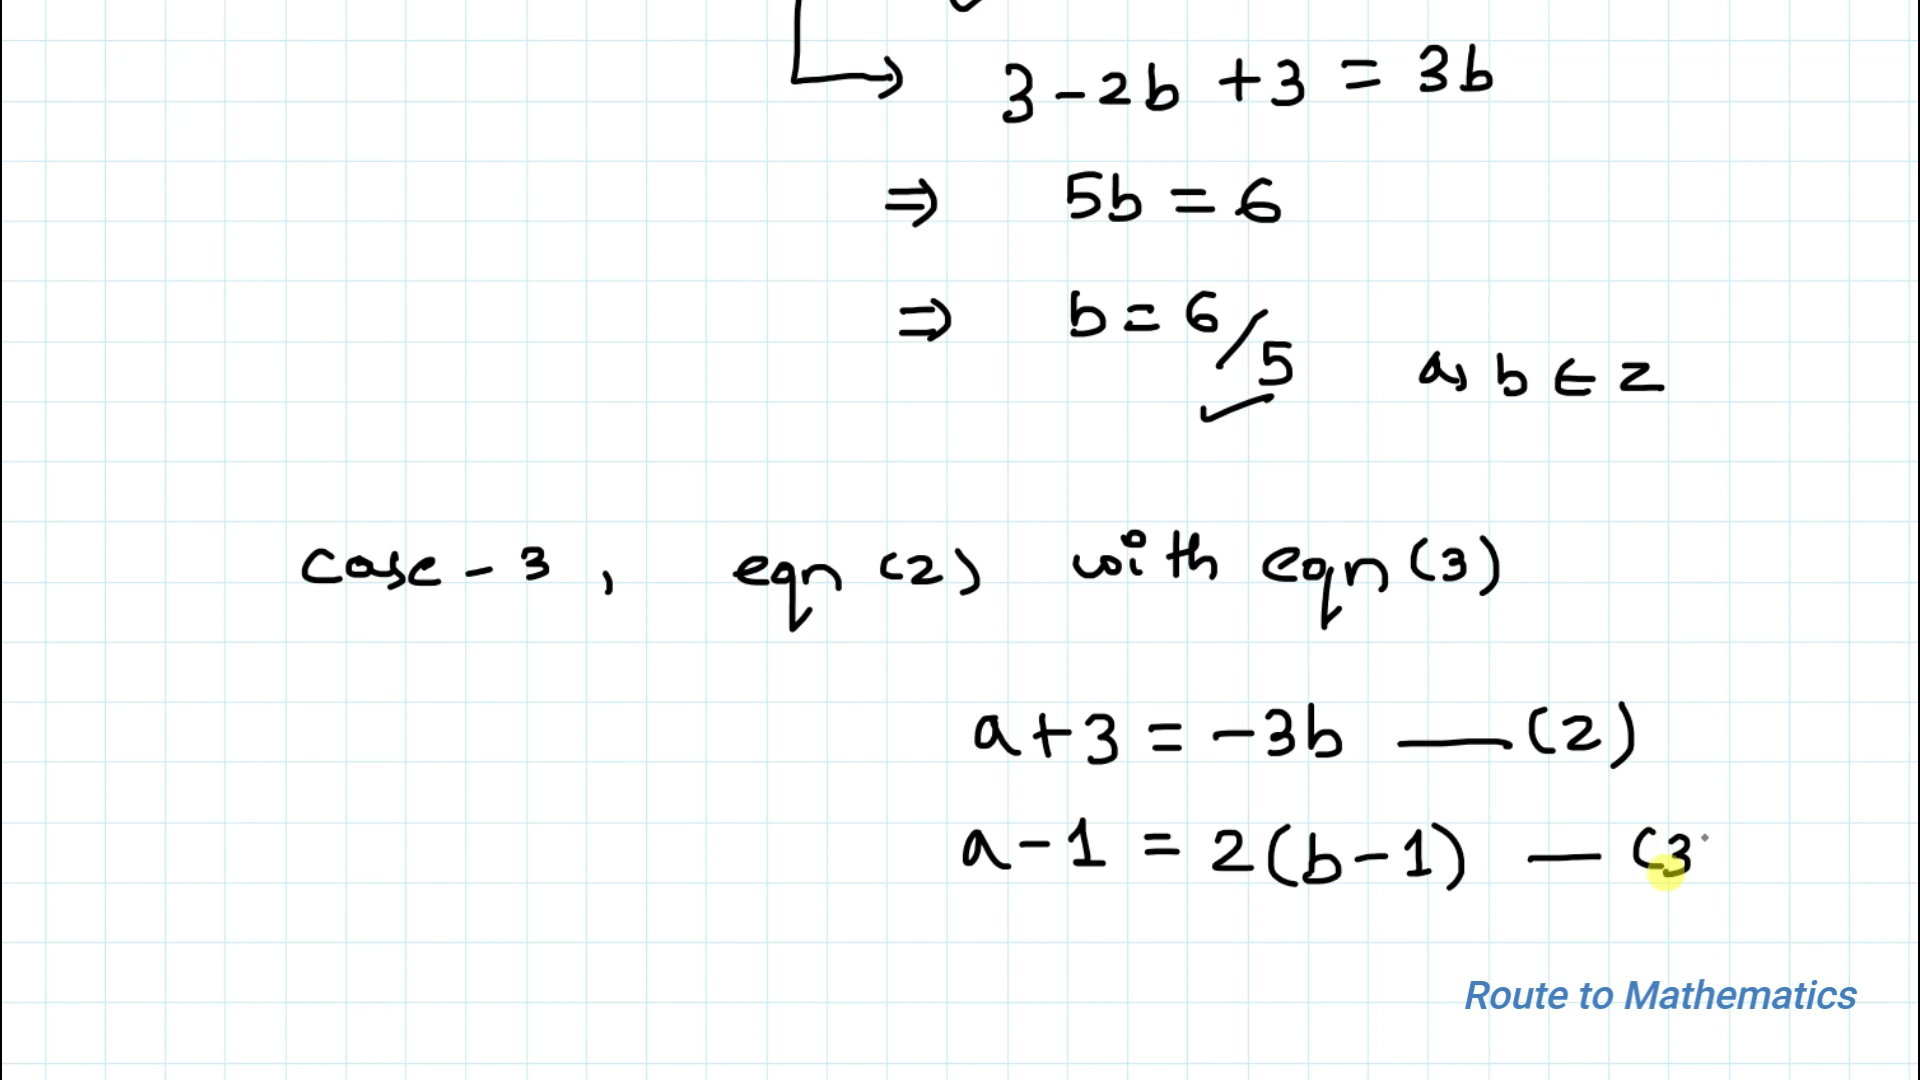 3 - 2b + 3 = 3b
⇒ 5b = 6
⇒ b = 6/5 as b ∈ z
case - 3 , eqn (2) with eqn (3)
a + 3 = -3b — (2)
a - 1 = 2(b - 1) — (3
Route to Mathematics